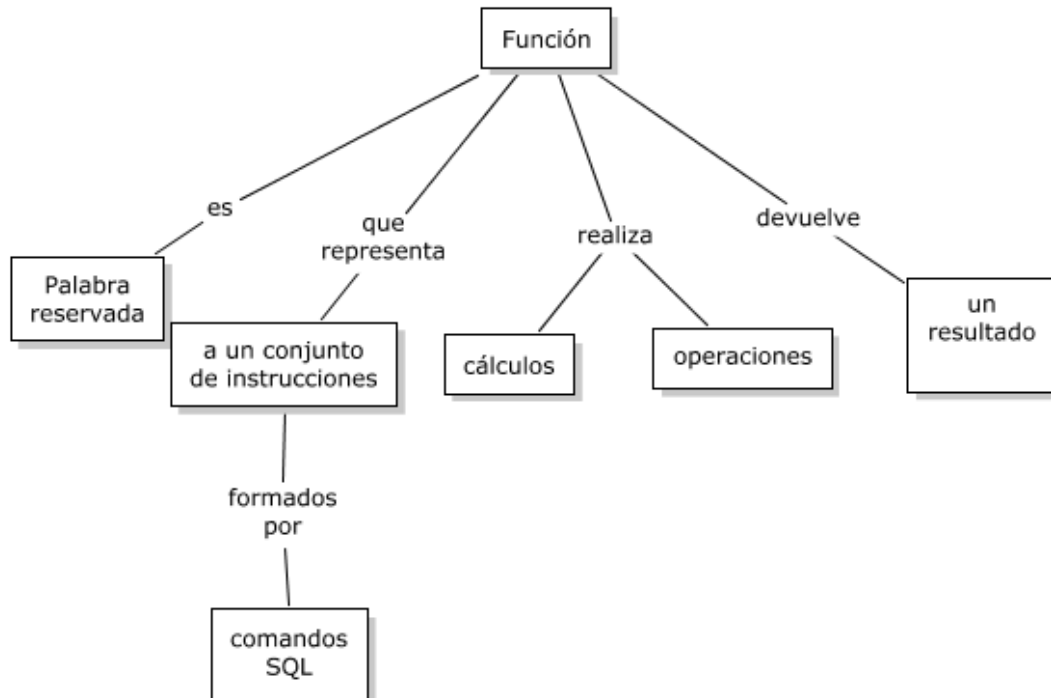 Función
es
que
representa
realiza
devuelve
Palabra
reservada
a un conjunto
de instrucciones
cálculos
operaciones
un
resultado
formados
por
comandos
SQL